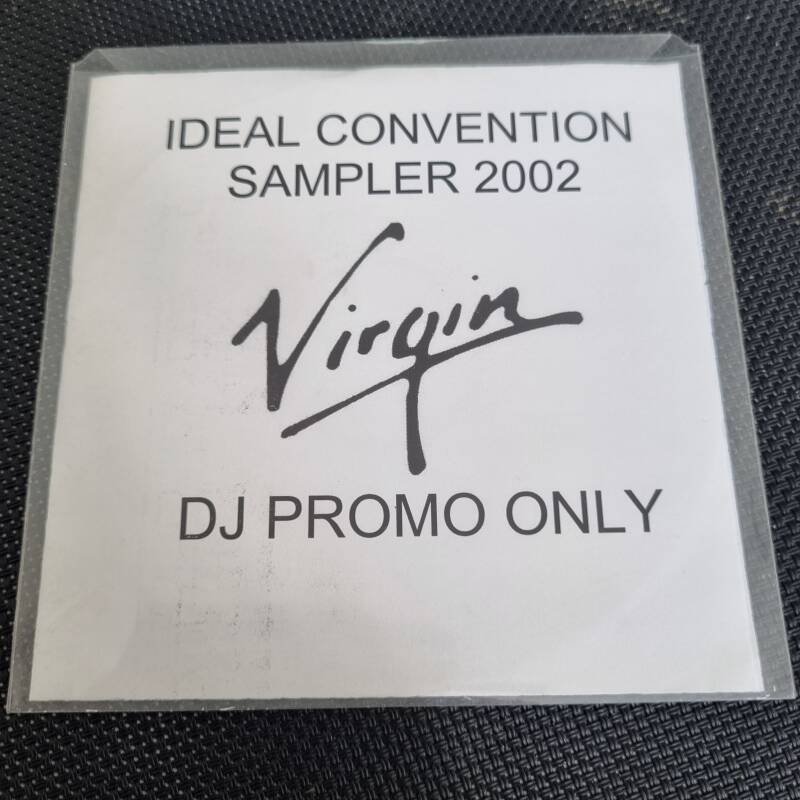 IDEAL CONVENTION
SAMPLER 2002
Virgin
DJ PROMO ONLY